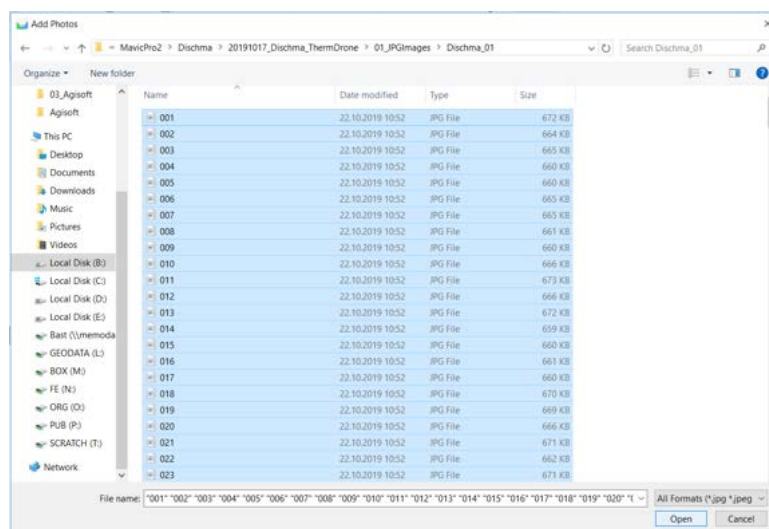 Add Photos
« MavicPro2 > Dischma > 20191017_Dischma_ThermDrone > 01_JPGImages > Dischma_01
Search Dischma_01
Organize New folder
Name Date modified Type Size
03_Agisoft
Agisoft
This PC
Desktop
Documents
Downloads
Music
Pictures
Videos
Local Disk (B:)
Local Disk (C:)
Local Disk (D:)
Local Disk (E:)
Bast (\\memoda
GEODATA (L:)
BOX (M:)
FE (N:)
ORG (O:)
PUB (P:)
SCRATCH (T:)
Network
001 22.10.2019 10:52 JPG File 672 KB
002 22.10.2019 10:52 JPG File 664 KB
003 22.10.2019 10:52 JPG File 665 KB
004 22.10.2019 10:52 JPG File 660 KB
005 22.10.2019 10:52 JPG File 660 KB
006 22.10.2019 10:52 JPG File 665 KB
007 22.10.2019 10:52 JPG File 665 KB
008 22.10.2019 10:52 JPG File 661 KB
009 22.10.2019 10:52 JPG File 660 KB
010 22.10.2019 10:52 JPG File 666 KB
011 22.10.2019 10:52 JPG File 673 KB
012 22.10.2019 10:52 JPG File 666 KB
013 22.10.2019 10:52 JPG File 672 KB
014 22.10.2019 10:52 JPG File 659 KB
015 22.10.2019 10:52 JPG File 660 KB
016 22.10.2019 10:52 JPG File 661 KB
017 22.10.2019 10:52 JPG File 660 KB
018 22.10.2019 10:52 JPG File 670 KB
019 22.10.2019 10:52 JPG File 669 KB
020 22.10.2019 10:52 JPG File 666 KB
021 22.10.2019 10:52 JPG File 671 KB
022 22.10.2019 10:52 JPG File 662 KB
023 22.10.2019 10:52 JPG File 671 KB
File name: "001" "002" "003" "004" "005" "006" "007" "008" "009" "010" "011" "012" "013" "014" "015" "016" "017" "018" "019" "020" "( All Formats (*.jpg *.jpeg
Open Cancel